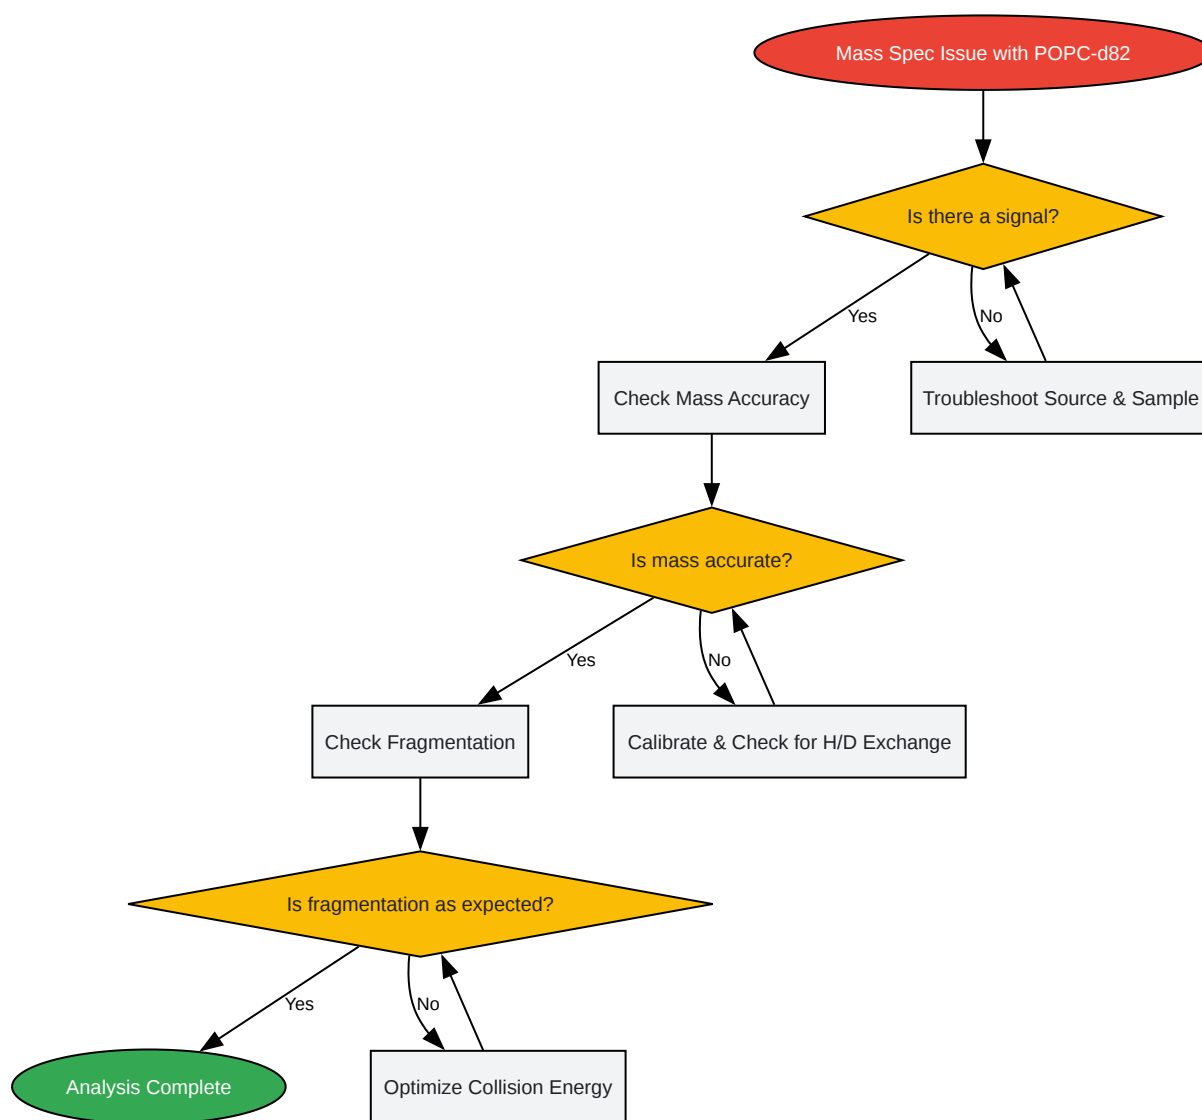 Mass Spec Issue with POPC-d82
Is there a signal?
Yes
No
Check Mass Accuracy
Troubleshoot Source & Sample
Is mass accurate?
Yes
No
Check Fragmentation
Calibrate & Check for H/D Exchange
Is fragmentation as expected?
Yes
No
Analysis Complete
Optimize Collision Energy